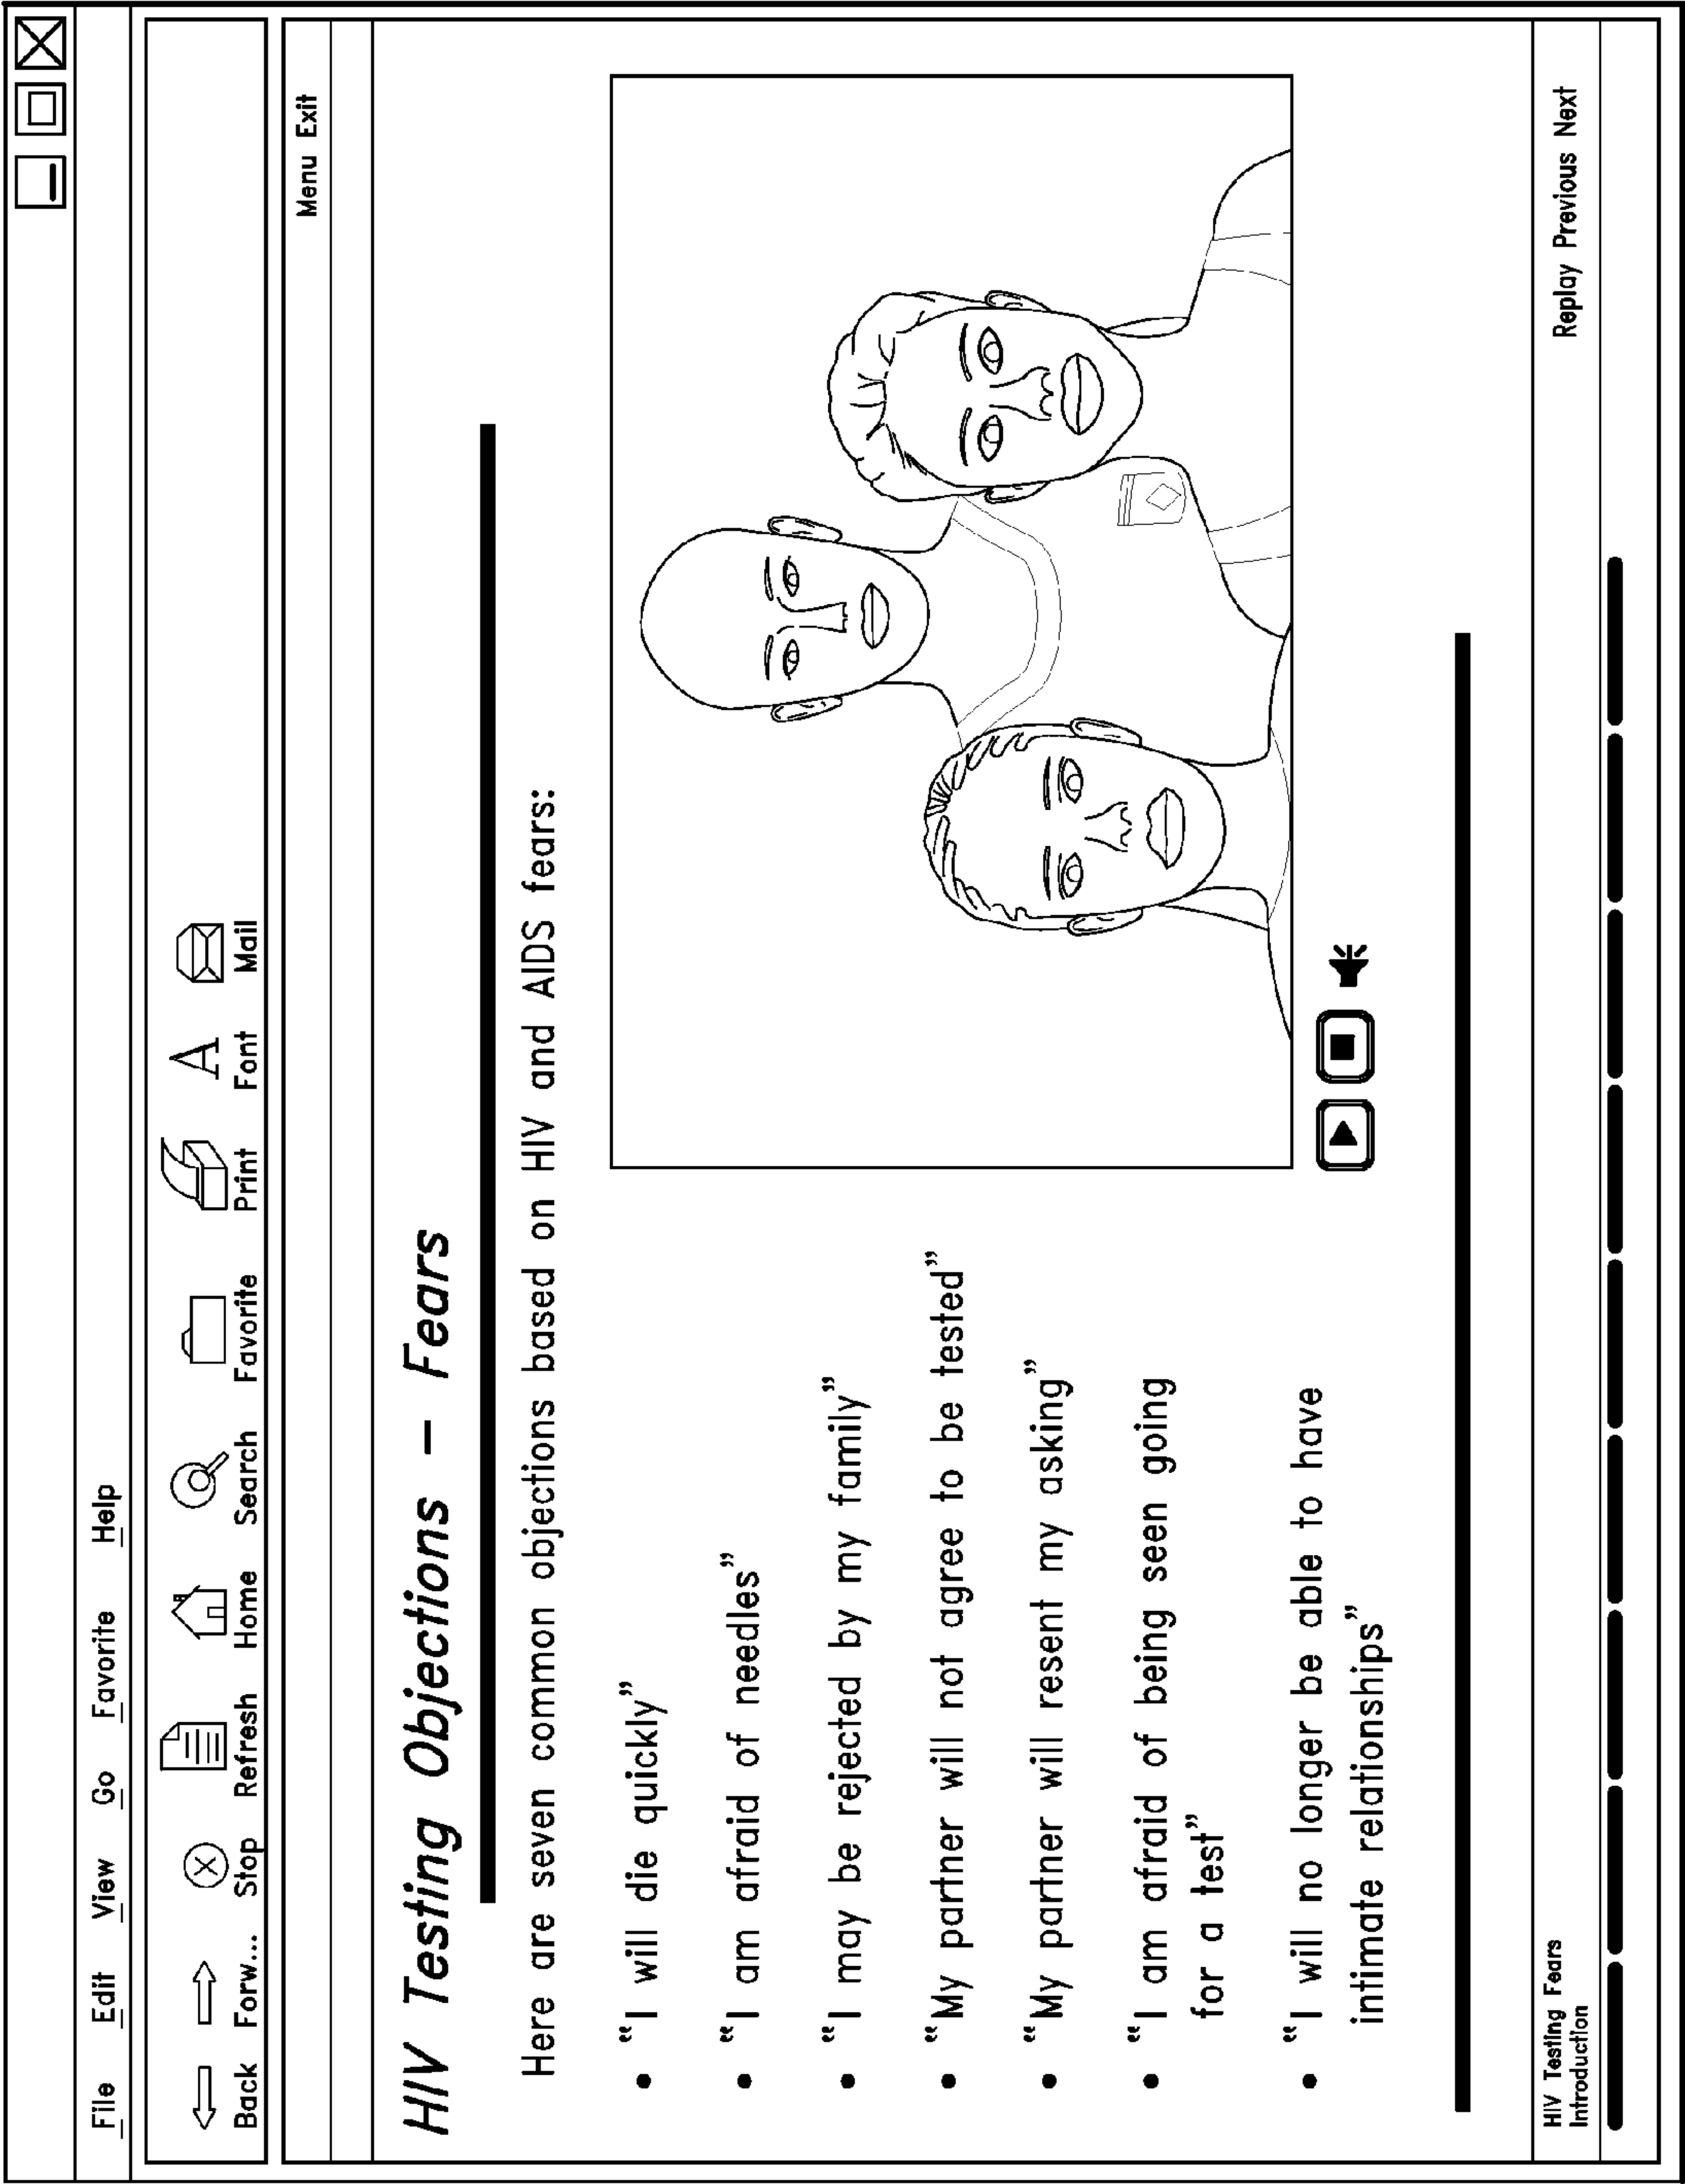 File Edit View Go Favorite Help
Back Forw... Stop Refresh Home Search Favorite Print Font Mail
Menu Exit
HIV Testing Objections – Fears
Here are seven common objections based on HIV and AIDS fears:
• “I will die quickly”
• “I am afraid of needles”
• “I may be rejected by my family”
• “My partner will not agree to be tested”
• “My partner will resent my asking”
• “I am afraid of being seen going
for a test”
• “I will no longer be able to have
intimate relationships”
HIV Testing Fears
Introduction
Replay Previous Next